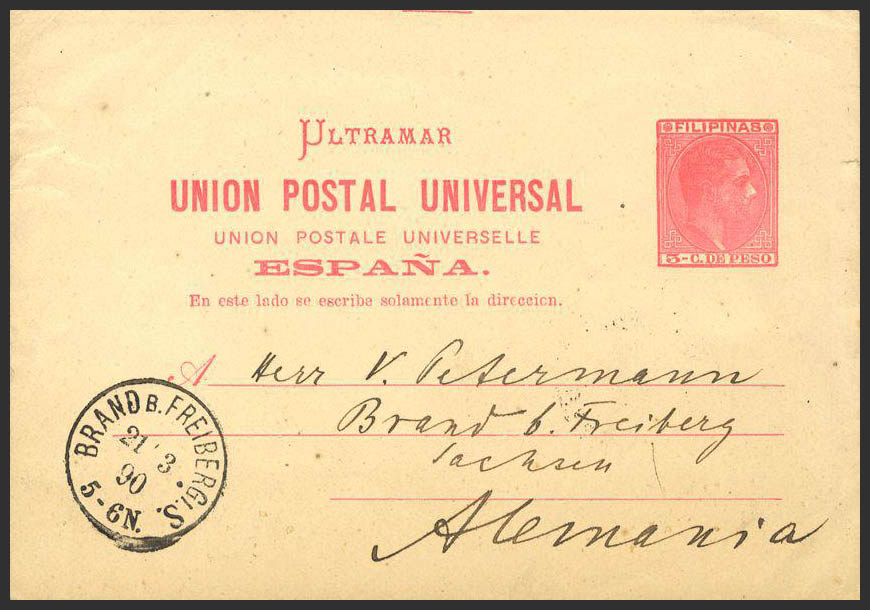 ULTRAMAR
UNION POSTAL UNIVERSAL
UNION POSTALE UNIVERSELLE
ESPAÑA.
En este lado se escribe solamente la direccion.
FILIPINAS
3-C. DE PESO
A Herr V. Petermann
Brand b. Freiberg
Sachsen
Alemania
BRAND B. FREIBERG I. S.
21 3
90
5-6N.